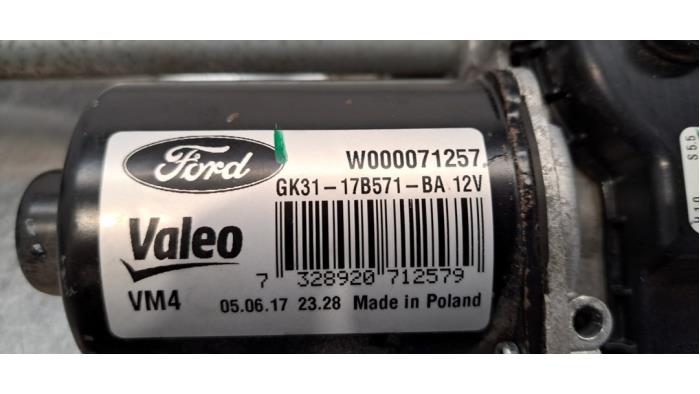 Ford
W000071257
GK31-17B571-BA 12V
Valeo
7 328920 712579
VM4
05.06.17 23.28 Made in Poland
S55